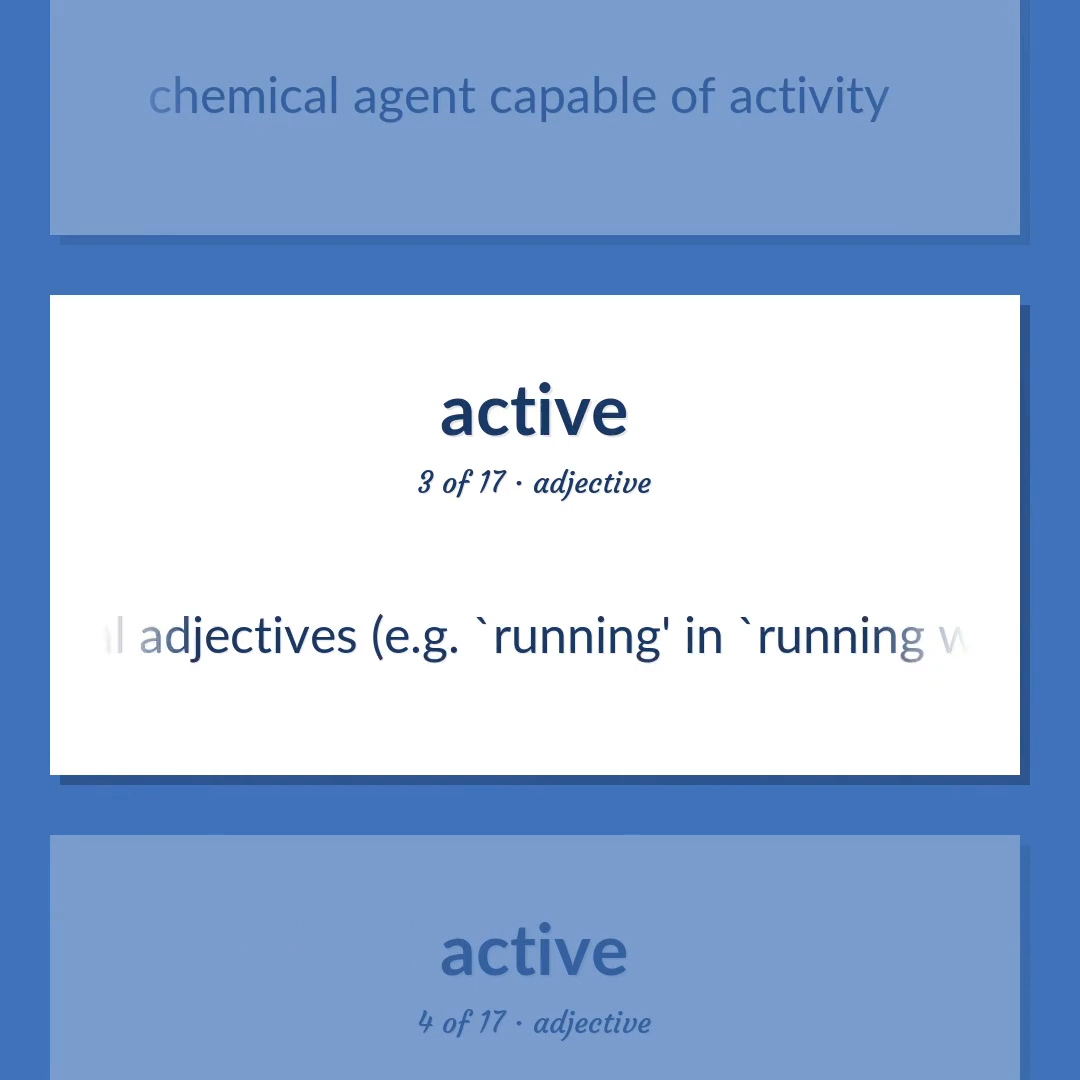 chemical agent capable of activity
active
3 of 17 · adjective
adjectives (e.g. `running' in `running
active
4 of 17 · adjective